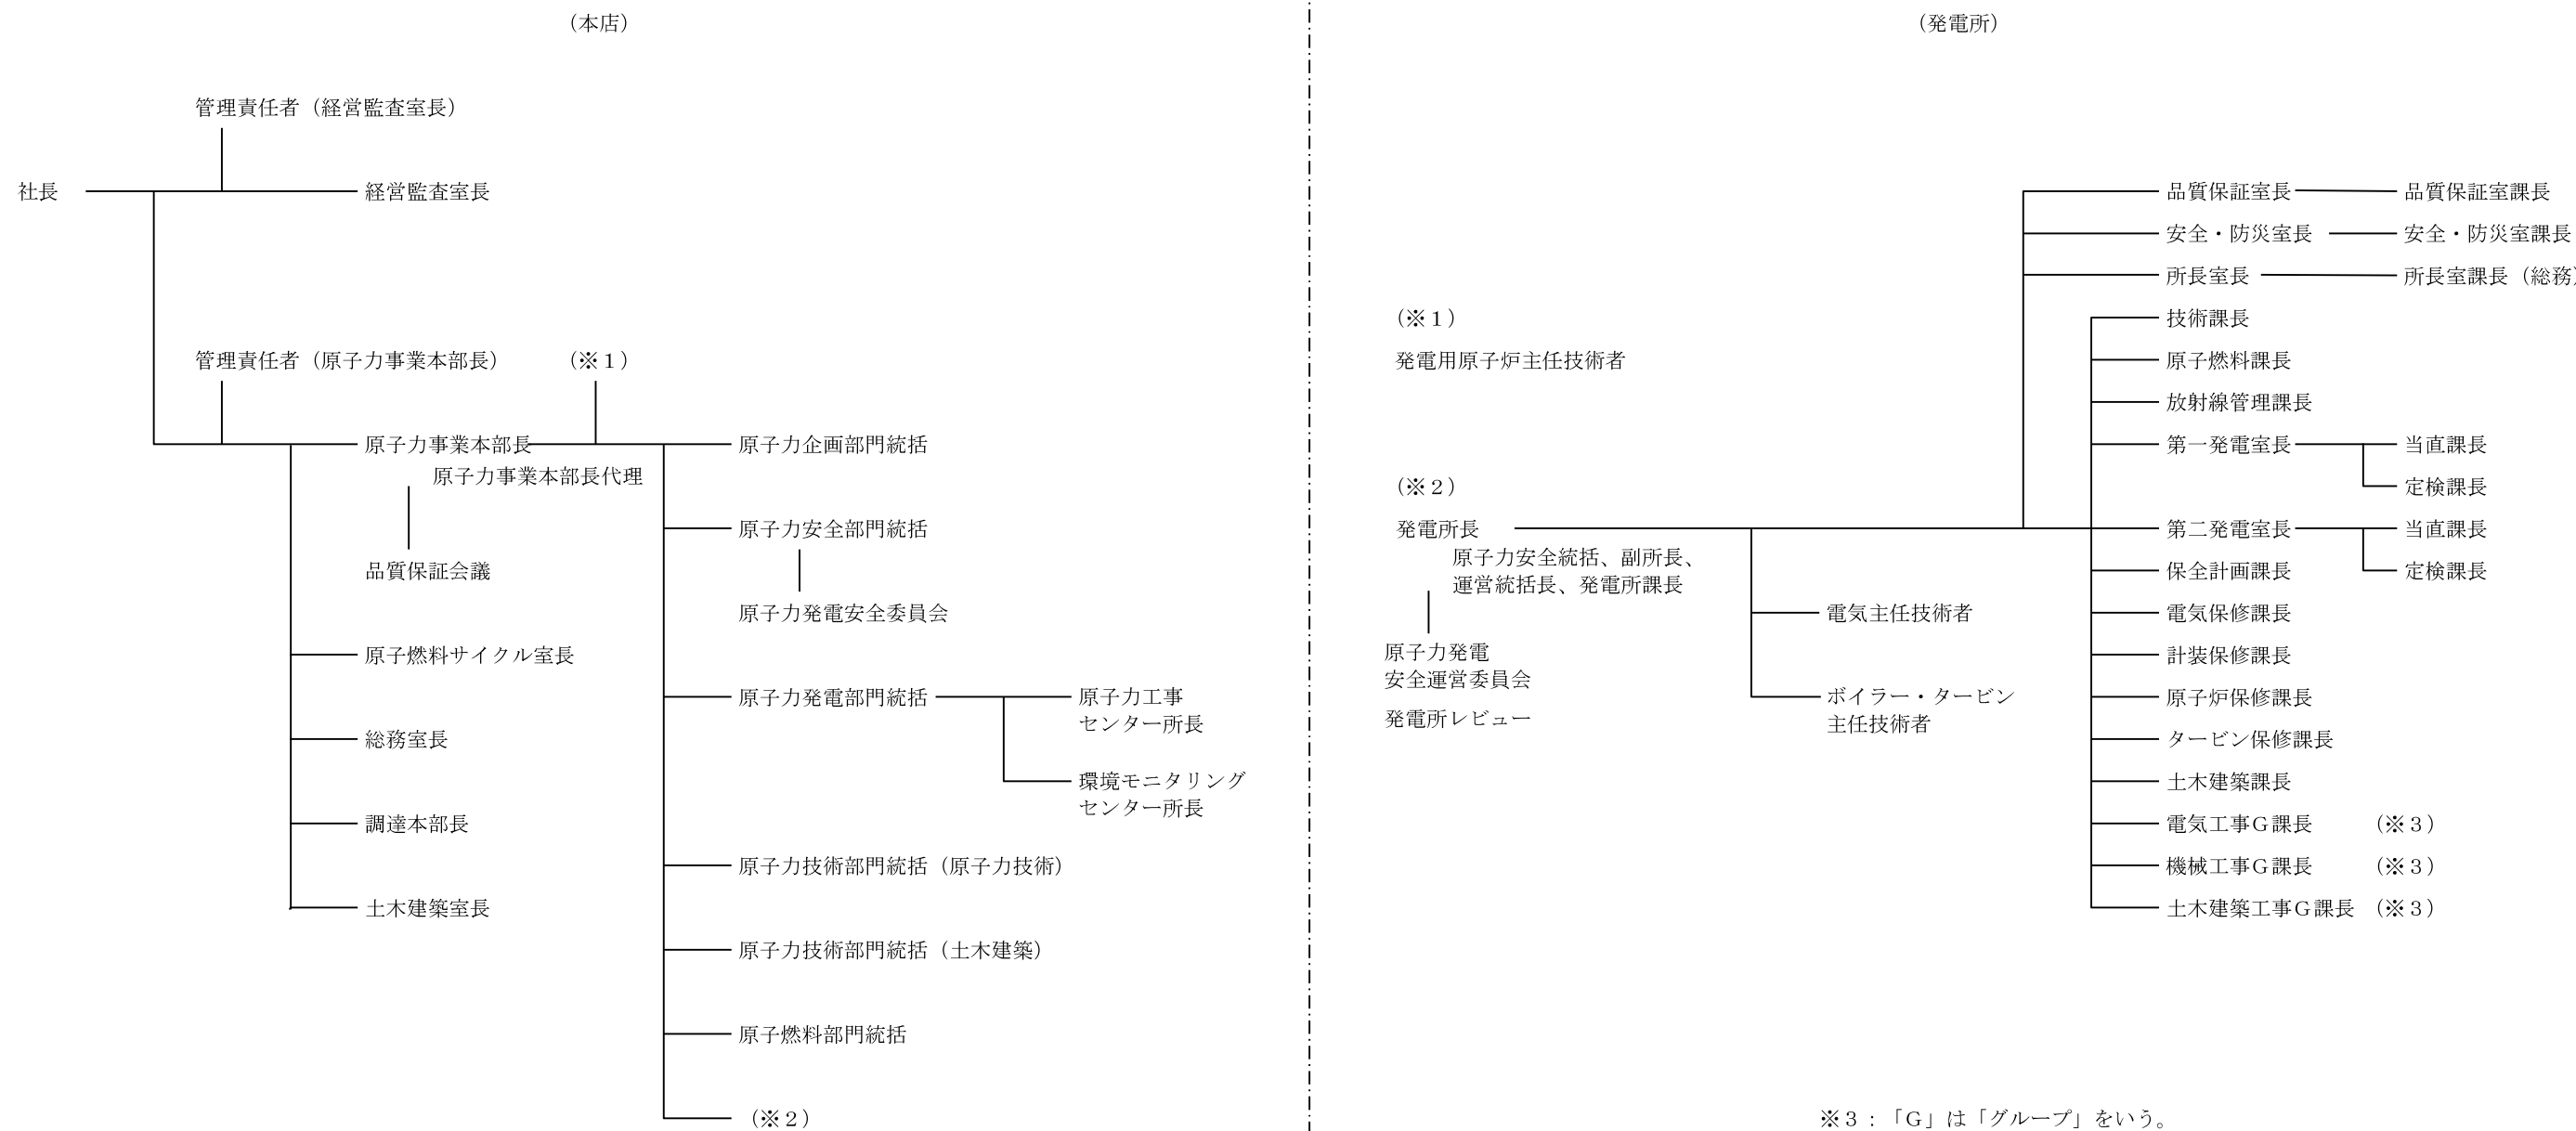 （本店）
管理責任者（経営監査室長）
社長
経営監査室長
管理責任者（原子力事業本部長）
（※１）
原子力事業本部長
原子力事業本部長代理
品質保証会議
原子燃料サイクル室長
総務室長
調達本部長
土木建築室長
原子力企画部門統括
原子力安全部門統括
原子力発電安全委員会
原子力発電部門統括
原子力工事
センター所長
環境モニタリング
センター所長
原子力技術部門統括（原子力技術）
原子力技術部門統括（土木建築）
原子燃料部門統括
（※２）
（発電所）
（※１）
発電用原子炉主任技術者
（※２）
発電所長
原子力安全統括、副所長、
運営統括長、発電所課長
原子力発電
安全運営委員会
発電所レビュー
電気主任技術者
ボイラー・タービン
主任技術者
品質保証室長
品質保証室課長
安全・防災室長
安全・防災室課長
所長室長
所長室課長（総務）
技術課長
原子燃料課長
放射線管理課長
第一発電室長
当直課長
定検課長
第二発電室長
当直課長
定検課長
保全計画課長
電気保修課長
計装保修課長
原子炉保修課長
タービン保修課長
土木建築課長
電気工事Ｇ課長　（※３）
機械工事Ｇ課長　（※３）
土木建築工事Ｇ課長　（※３）
※３：「Ｇ」は「グループ」をいう。